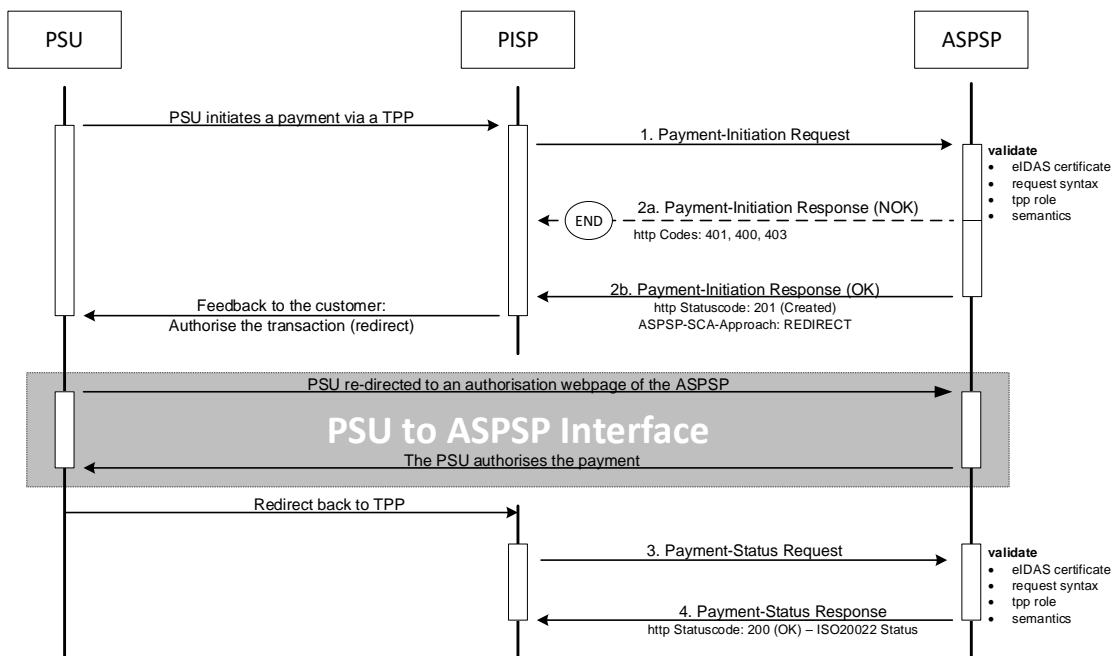 PSU
PISP
ASPSP
PSU initiates a payment via a TPP
1. Payment-Initiation Request
validate
• eIDAS certificate
• request syntax
• tpp role
• semantics
2a. Payment-Initiation Response (NOK)
END
http Codes: 401, 400, 403
2b. Payment-Initiation Response (OK)
http Statuscode: 201 (Created)
ASPSP-SCA-Approach: REDIRECT
Feedback to the customer:
Authorise the transaction (redirect)
PSU re-directed to an authorisation webpage of the ASPSP
PSU to ASPSP Interface
The PSU authorises the payment
Redirect back to TPP
3. Payment-Status Request
validate
• eIDAS certificate
• request syntax
• tpp role
• semantics
4. Payment-Status Response
http Statuscode: 200 (OK) – ISO20022 Status